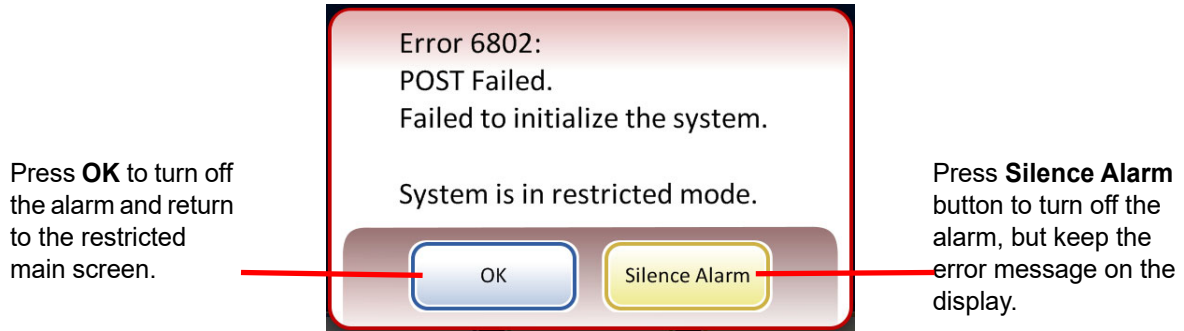 Error 6802:
POST Failed.
Failed to initialize the system.
System is in restricted mode.
Press OK to turn off
the alarm and return
to the restricted
main screen.
OK
Silence Alarm
Press Silence Alarm
button to turn off the
alarm, but keep the
error message on the
display.